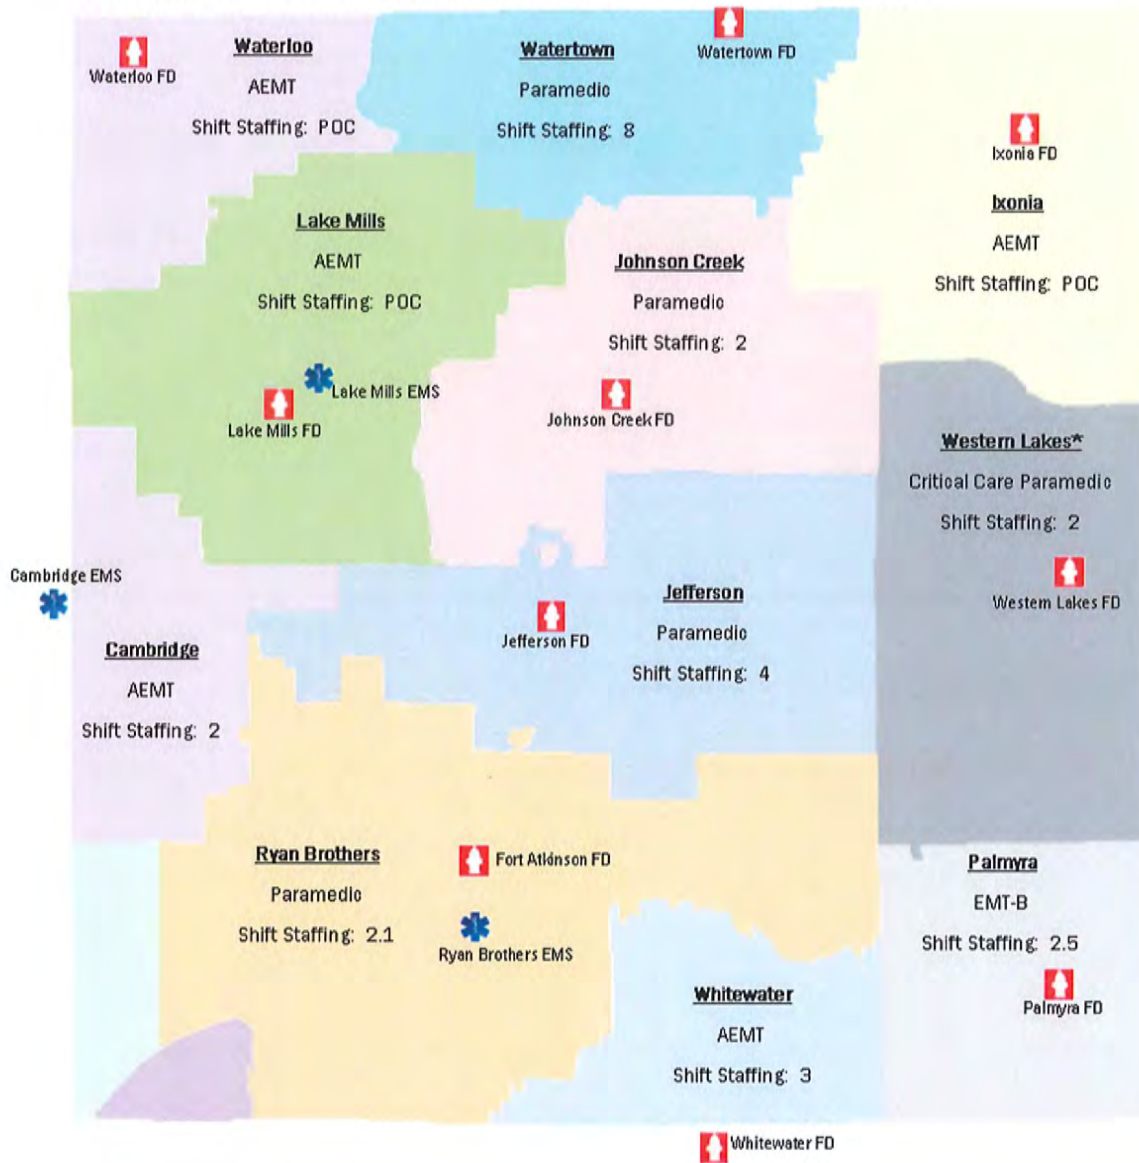 Waterloo
AEMT
Shift Staffing: POC
Waterloo FD
Watertown
Paramedic
Shift Staffing: 8
Watertown FD
Ixonia FD
Ixonia
AEMT
Shift Staffing: POC
Lake Mills
AEMT
Shift Staffing: POC
Lake Mills EMS
Lake Mills FD
Johnson Creek
Paramedic
Shift Staffing: 2
Johnson Creek FD
Western Lakes*
Critical Care Paramedic
Shift Staffing: 2
Western Lakes FD
Cambridge EMS
Cambridge
AEMT
Shift Staffing: 2
Jefferson
Paramedic
Shift Staffing: 4
Jefferson FD
Ryan Brothers
Paramedic
Shift Staffing: 2.1
Fort Atkinson FD
Ryan Brothers EMS
Palmyra
EMT-B
Shift Staffing: 2.5
Palmyra FD
Whitewater
AEMT
Shift Staffing: 3
Whitewater FD